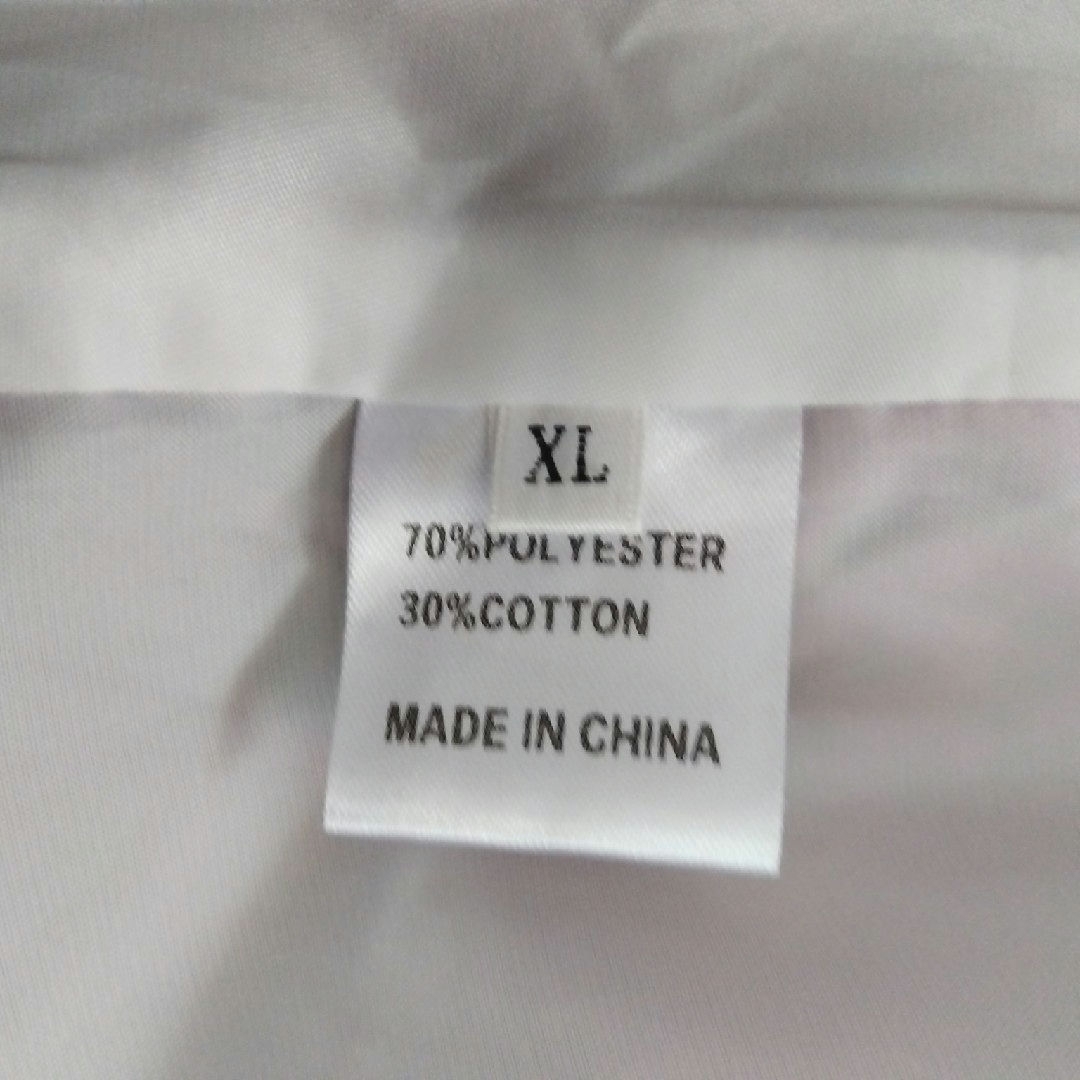 XL
70%POLYESTER
30%COTTON
MADE IN CHINA